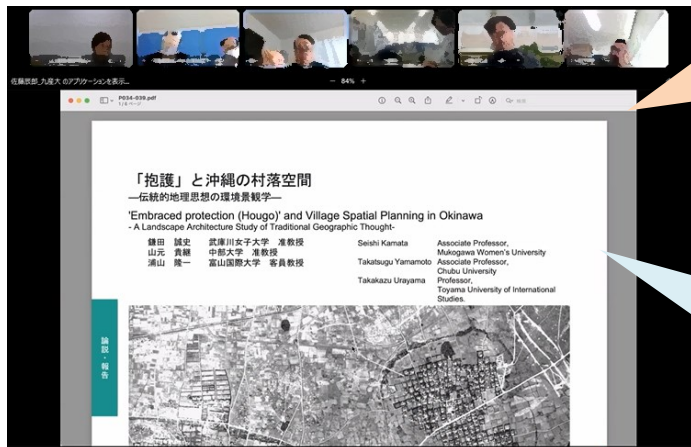 佐藤辰郎_九産大 のアプリケーションを表示...
− 84% +
P034-039.pdf
1/6 ページ
検索
「抱護」と沖縄の村落空間
―伝統的地理思想の環境景観学―
'Embraced protection (Hougo)' and Village Spatial Planning in Okinawa
- A Landscape Architecture Study of Traditional Geographic Thought-
鎌田 誠史 武庫川女子大学 准教授
山元 貴継 中部大学 准教授
浦山 隆一 富山国際大学 客員教授
Seishi Kamata Associate Professor,
Mukogawa Women's University
Takatsugu Yamamoto Associate Professor,
Chubu University
Takakazu Urayama Professor,
Toyama University of International
Studies.
論説・報告